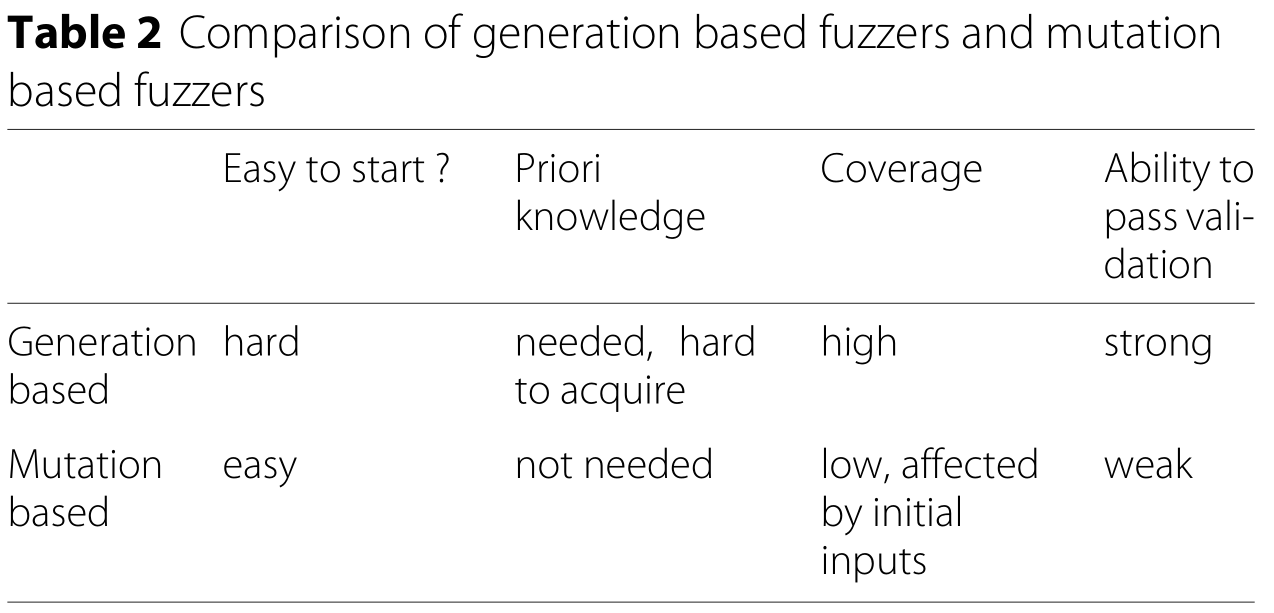 Table 2 Comparison of generation based fuzzers and mutation
based fuzzers
Easy to start ? Priori Coverage Ability to
knowledge pass vali-
dation
Generation hard needed, hard high strong
based to acquire
Mutation easy not needed low, affected weak
based by initial
inputs